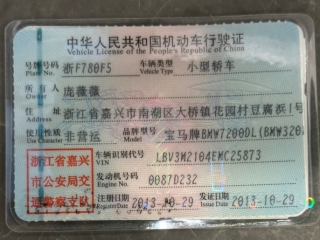 中华人民共和国机动车行驶证
Vehicle License of the People's Republic of China
号牌号码 浙F780F5 车辆类型 小型轿车
Plate No. Vehicle Type
所有人 庞薇薇
Owner
住址 浙江省嘉兴市南湖区大桥镇花园村豆腐浜1号
Address
使用性质 非营运 品牌型号 宝马牌BMW7200DL(BMW320
Use Character Model
浙江省嘉兴 车辆识别代号 LBV3M2104EMC25873
VIN
市公安局交 发动机号码 0087D232
Engine No.
通警察支队 注册日期 2013-10-29 发证日期 2013-10-29
Register Date Issue Date